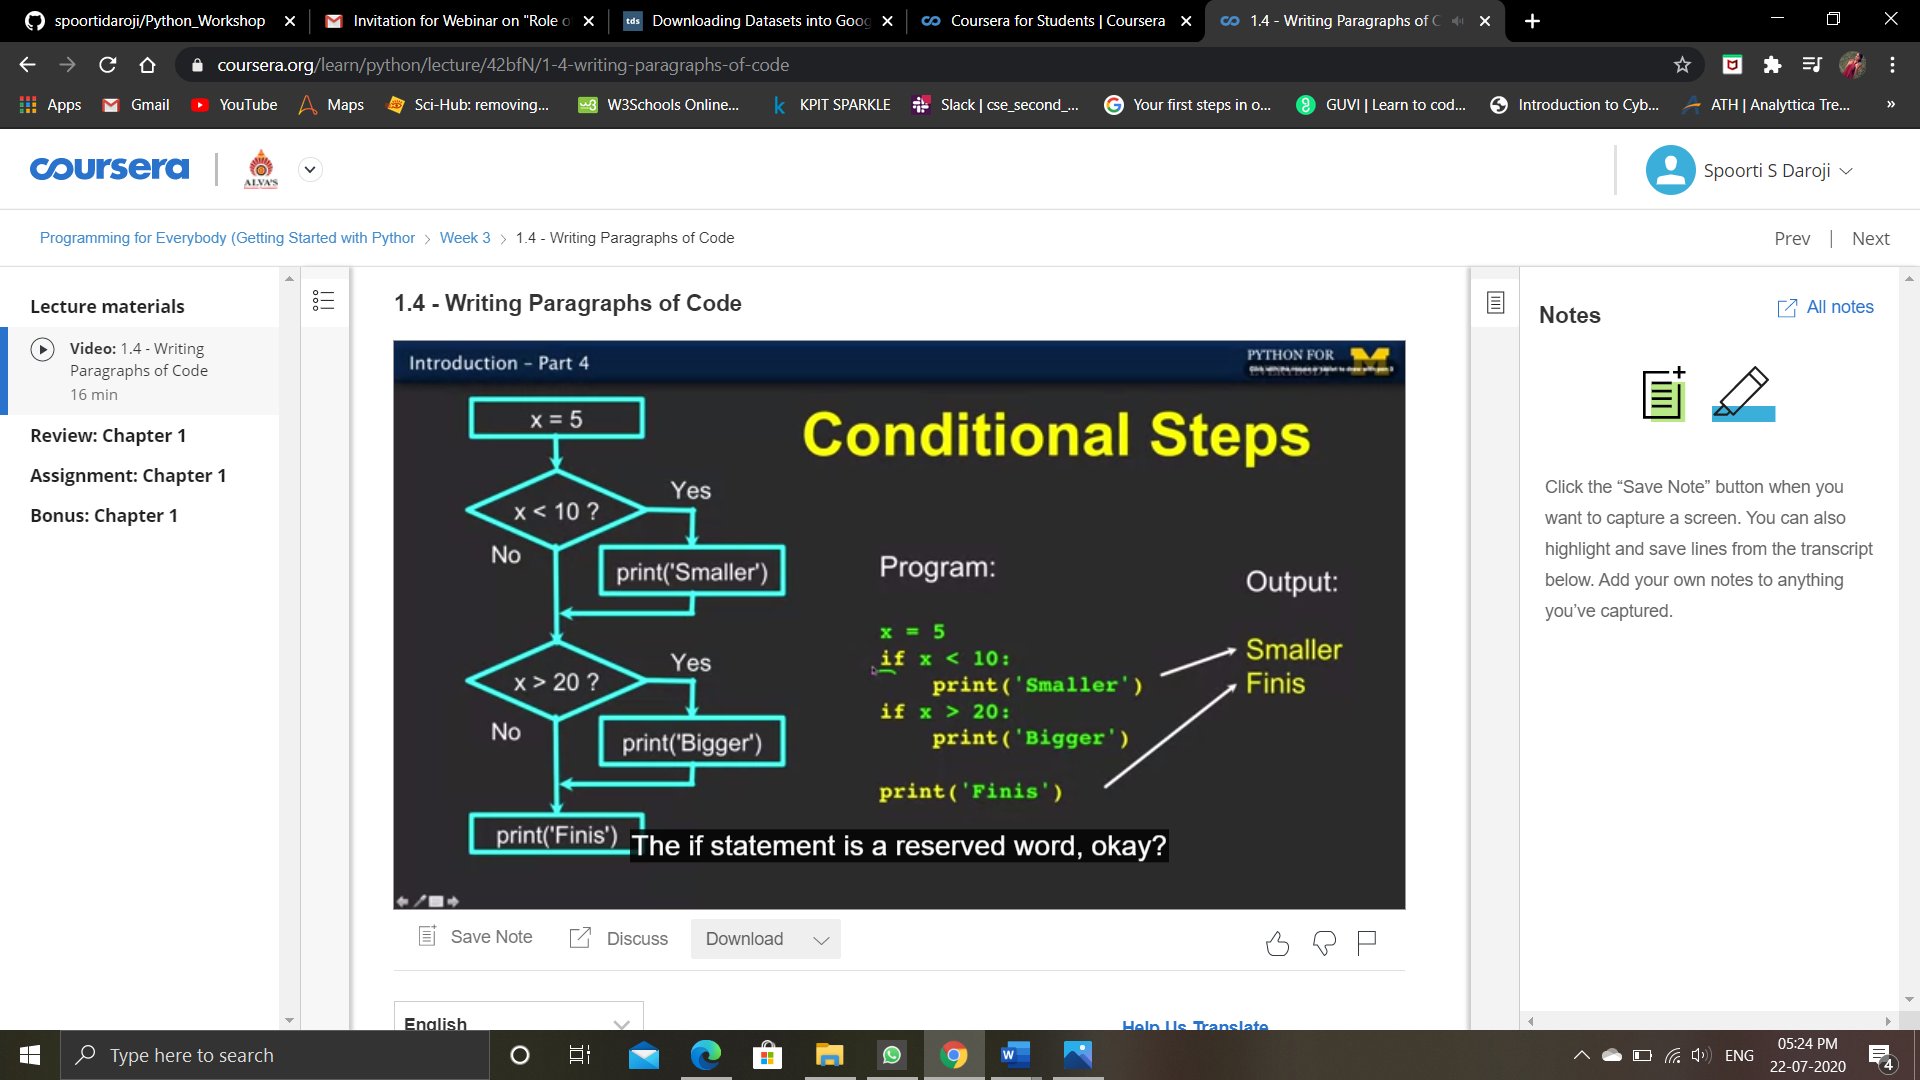 spoortidaroji/Python_Workshop
Invitation for Webinar on "Role o
tds Downloading Datasets into Goog
Coursera for Students | Coursera
1.4 - Writing Paragraphs of C
coursera.org/learn/python/lecture/42bfN/1-4-writing-paragraphs-of-code
Apps
Gmail
YouTube
Maps
Sci-Hub: removing...
W3Schools Online...
KPIT SPARKLE
Slack | cse_second_...
Your first steps in o...
GUVI | Learn to cod...
Introduction to Cyb...
ATH | Analyttica Tre...
»
coursera
ALVA'S
Spoorti S Daroji
Programming for Everybody (Getting Started with Python
Week 3
1.4 - Writing Paragraphs of Code
Prev | Next
Lecture materials
Video: 1.4 - Writing
Paragraphs of Code
16 min
Review: Chapter 1
Assignment: Chapter 1
Bonus: Chapter 1
1.4 - Writing Paragraphs of Code
Introduction - Part 4
PYTHON FOR
EVERYBODY
M
Conditional Steps
x = 5
x < 10 ?
Yes
No
print('Smaller')
x > 20 ?
Yes
No
print('Bigger')
print('Finis')
Program:
x = 5
if x < 10:
print('Smaller')
if x > 20:
print('Bigger')
print('Finis')
Output:
Smaller
Finis
The if statement is a reserved word, okay?
Save Note
Discuss
Download
English
Help Us Translate
Notes
All notes
Click the “Save Note” button when you
want to capture a screen. You can also
highlight and save lines from the transcript
below. Add your own notes to anything
you’ve captured.
Type here to search
ENG
05:24 PM
22-07-2020
4